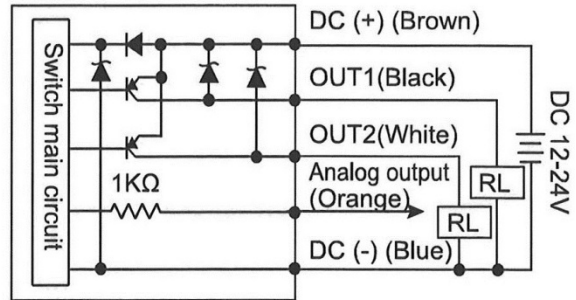 Switch main circuit
1KΩ
DC (+) (Brown)
OUT1(Black)
OUT2(White)
Analog output
(Orange)
DC (-) (Blue)
RL
RL
DC 12-24V